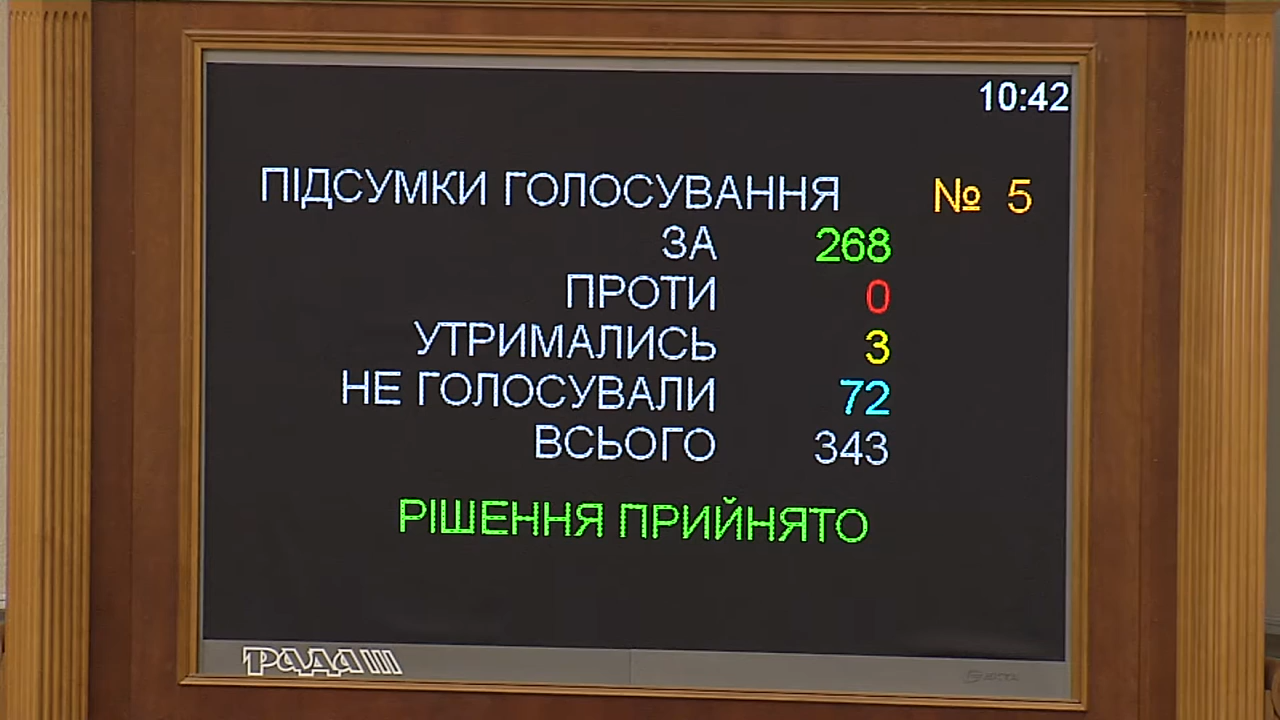 10:42
ПІДСУМКИ ГОЛОСУВАННЯ № 5
ЗА 268
ПРОТИ 0
УТРИМАЛИСЬ 3
НЕ ГОЛОСУВАЛИ 72
ВСЬОГО 343
РІШЕННЯ ПРИЙНЯТО
РАДА III